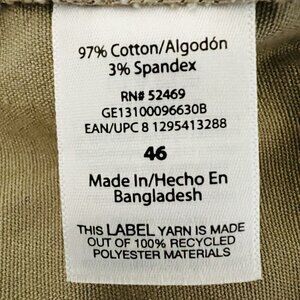 97% Cotton/Algodón
3% Spandex
RN# 52469
GE13100096630B
EAN/UPC 8 1295413288
46
Made In/Hecho En
Bangladesh
THIS LABEL YARN IS MADE
OUT OF 100% RECYCLED
POLYESTER MATERIALS